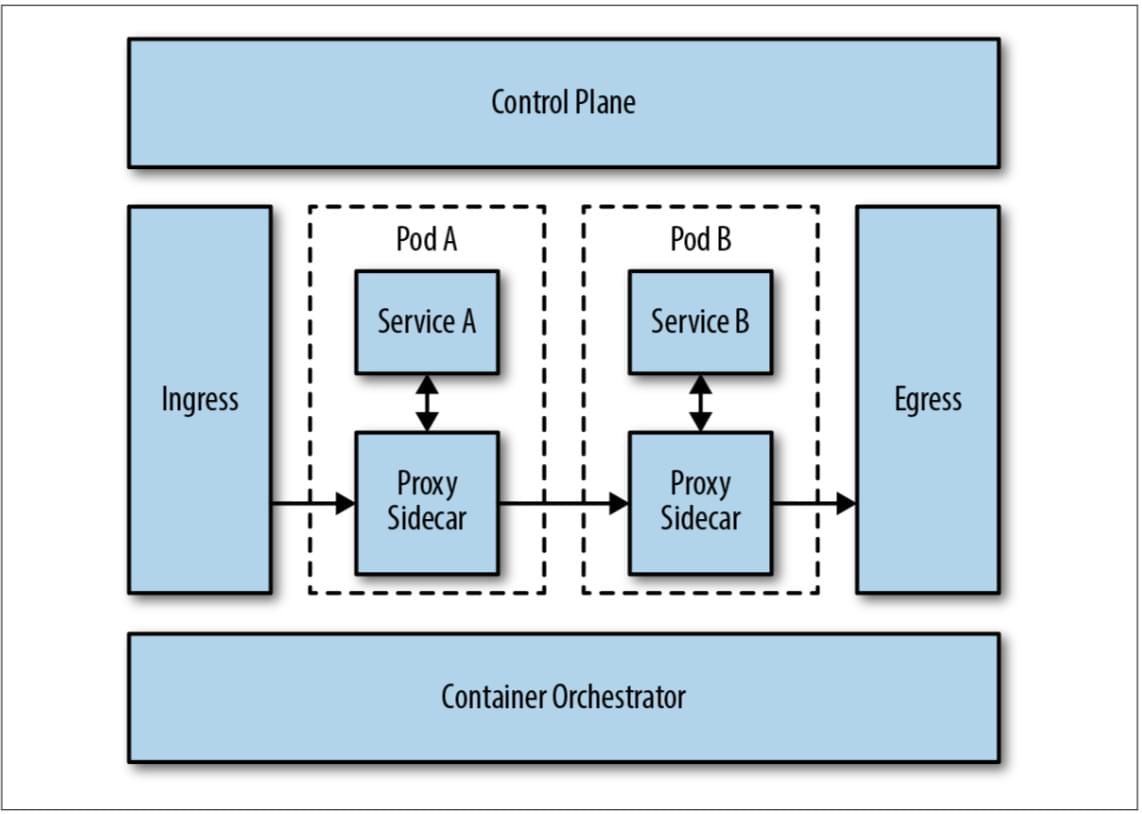 Control Plane
Pod A
Pod B
Service A
Service B
Ingress
Egress
Proxy
Sidecar
Proxy
Sidecar
Container Orchestrator